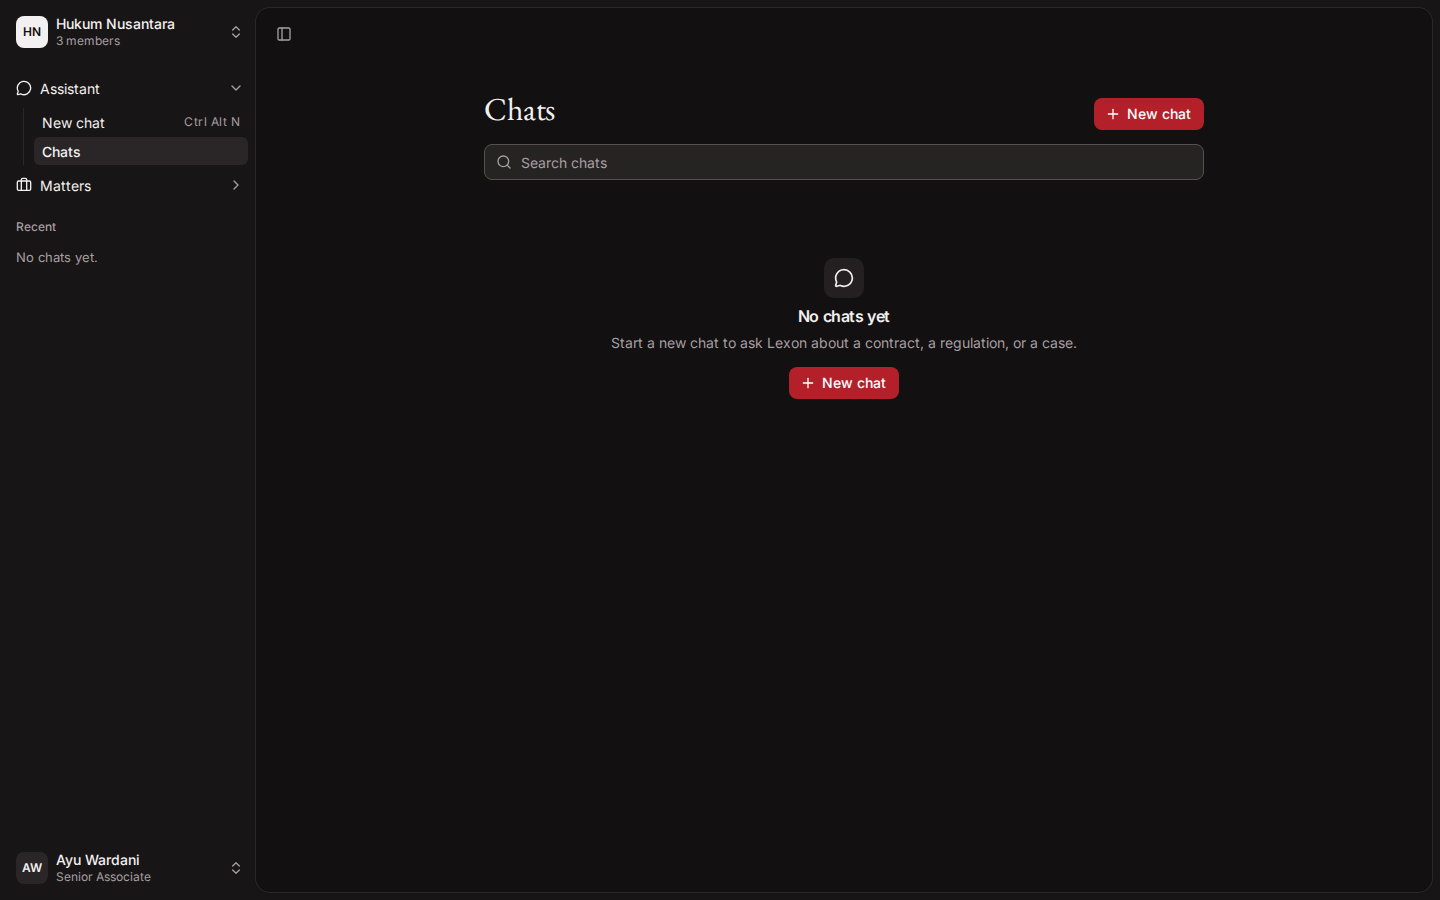 HN
Hukum Nusantara
3 members
Assistant
New chat Ctrl Alt N
Chats
Matters
Recent
No chats yet.
AW
Ayu Wardani
Senior Associate
Chats
New chat
Search chats
No chats yet
Start a new chat to ask Lexon about a contract, a regulation, or a case.
New chat